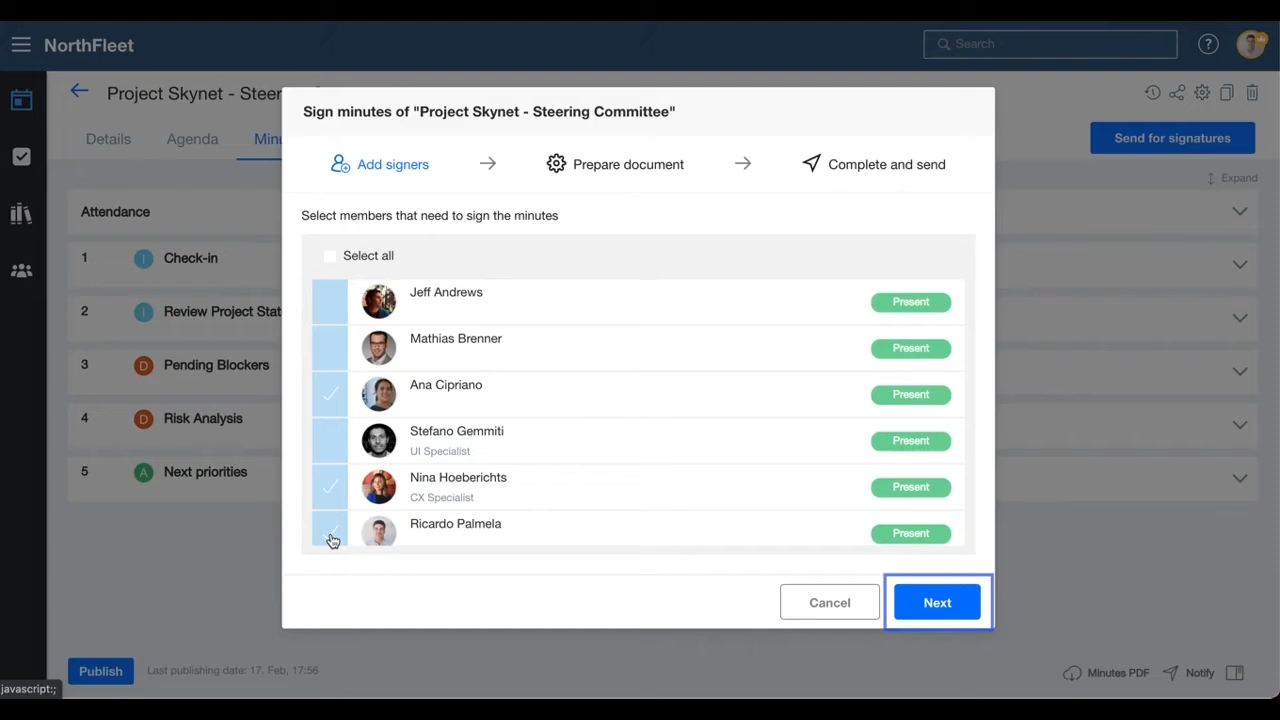 NorthFleet
Search
?
Project Skynet - Steer
Details
Agenda
Minu
Send for signatures
Expand
Attendance
1 I Check-in
2 I Review Project Stat
3 D Pending Blockers
4 D Risk Analysis
5 A Next priorities
Sign minutes of "Project Skynet - Steering Committee"
Add signers
Prepare document
Complete and send
Select members that need to sign the minutes
Select all
Jeff Andrews
Present
Mathias Brenner
Present
Ana Cipriano
Present
Stefano Gemmiti
UI Specialist
Present
Nina Hoeberichts
CX Specialist
Present
Ricardo Palmela
Present
Cancel
Next
Publish
Last publishing date: 17. Feb, 17:56
Minutes PDF
Notify
javascript:;